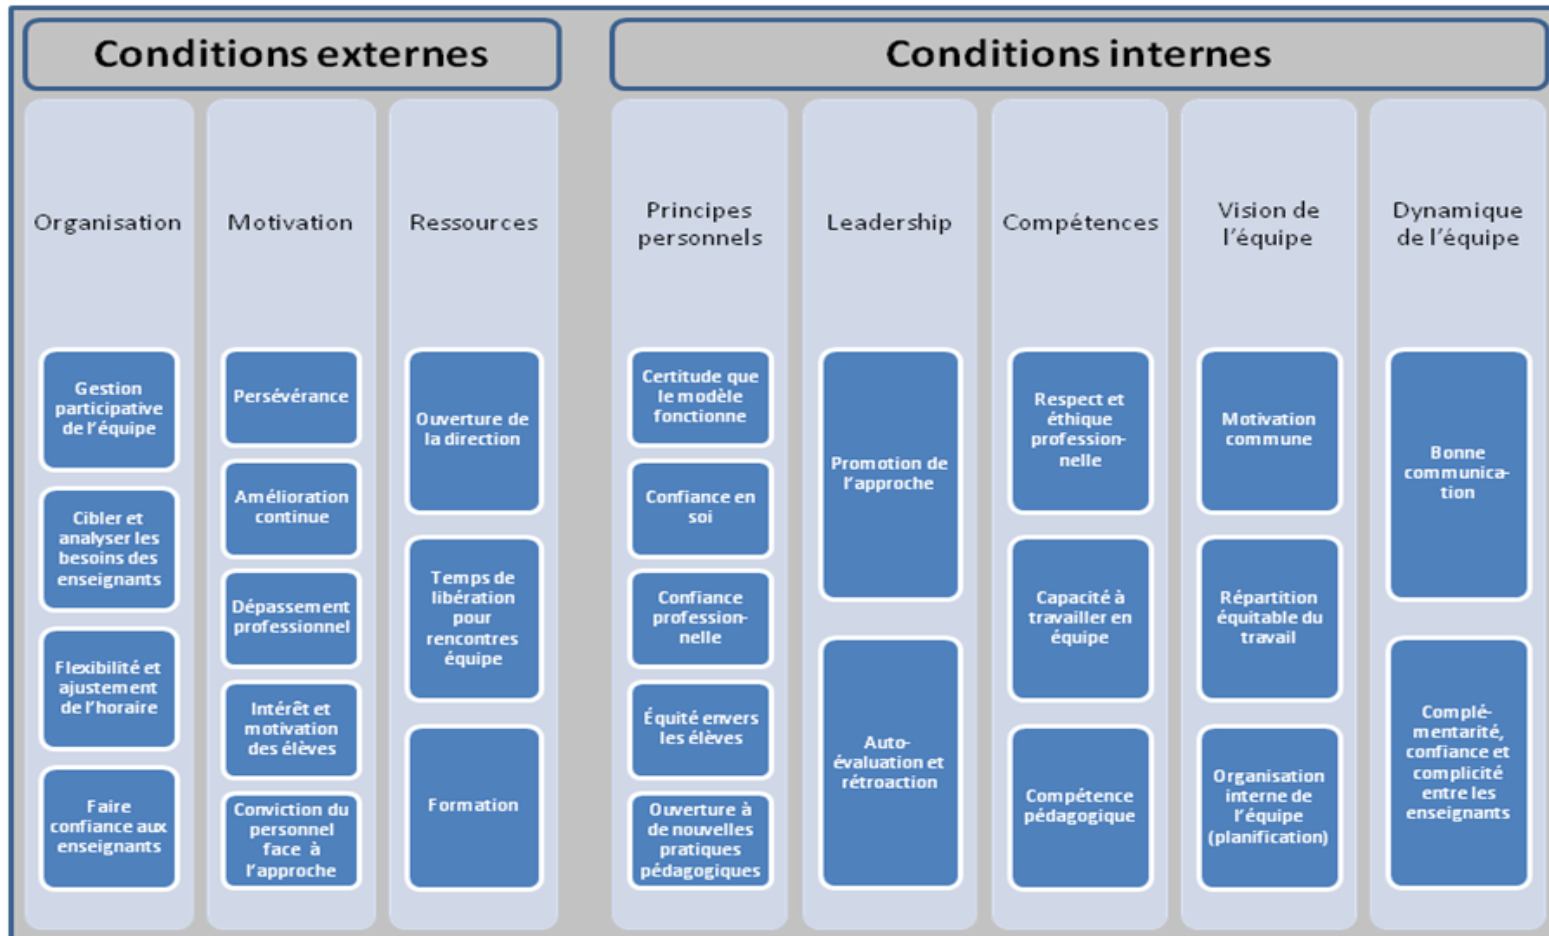 Conditions externes
Organisation
Gestion
participative
de l'équipe
Cibler et
analyser les
besoins des
enseignants
Flexibilité et
ajustement
de l'horaire
Faire
confiance aux
enseignants
Motivation
Persévérance
Amélioration
continue
Dépassement
professionnel
Intérêt et
motivation
des élèves
Conviction du
personnel
face à
l'approche
Ressources
Ouverture de
la direction
Temps de
libération
pour
rencontres
équipe
Formation
Conditions internes
Principes
personnels
Certitude que
le modèle
fonctionne
Confiance en
soi
Confiance
profession-
nelle
Équité envers
les élèves
Ouverture à
de nouvelles
pratiques
pédagogiques
Leadership
Promotion de
l'approche
Auto-
évaluation et
rétroaction
Compétences
Respect et
éthique
profession-
nelle
Capacité à
travailler en
équipe
Compétence
pédagogique
Vision de
l'équipe
Motivation
commune
Répartition
équitable du
travail
Organisation
interne de
l'équipe
(planification)
Dynamique
de l'équipe
Bonne
communica-
tion
Complé-
mentarité,
confiance et
complicité
entre les
enseignants